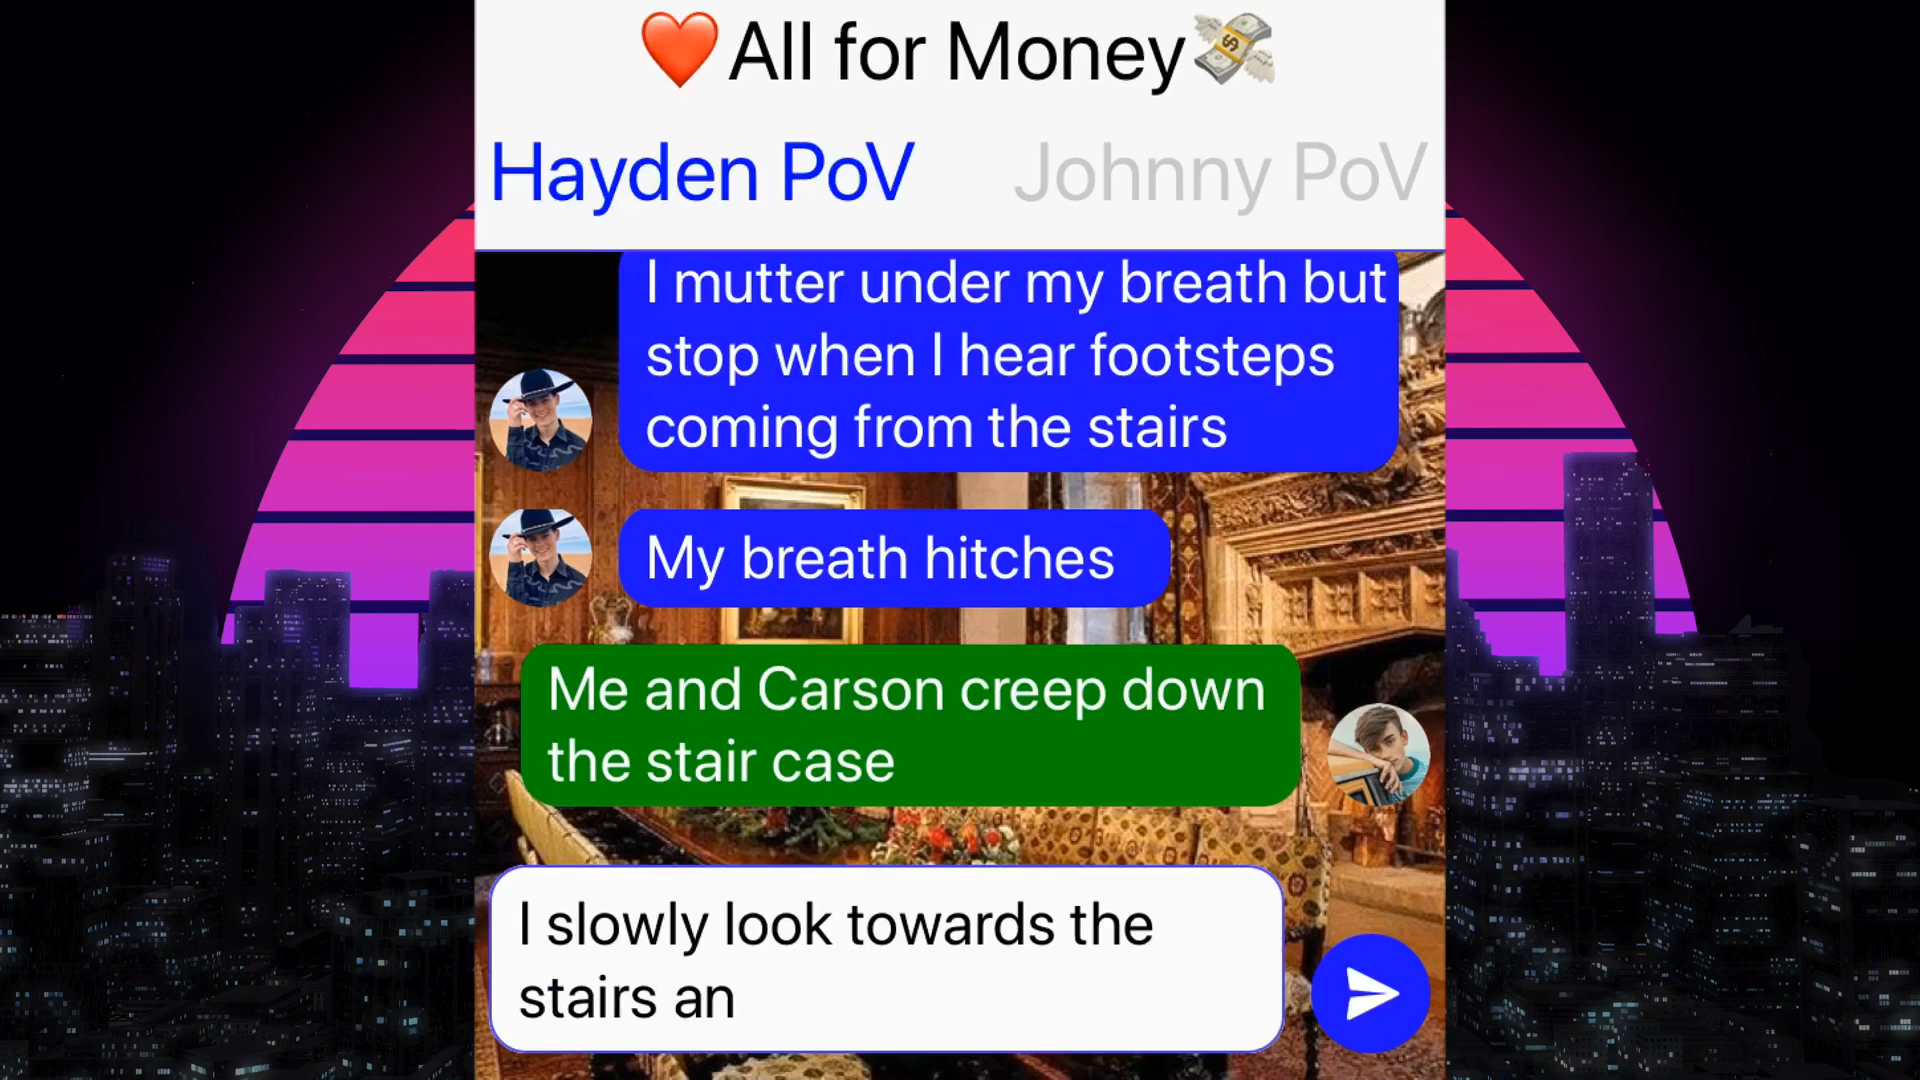 ❤️All for Money💸
Hayden PoV Johnny PoV
I mutter under my breath but
stop when I hear footsteps
coming from the stairs
My breath hitches
Me and Carson creep down
the stair case
I slowly look towards the
stairs an